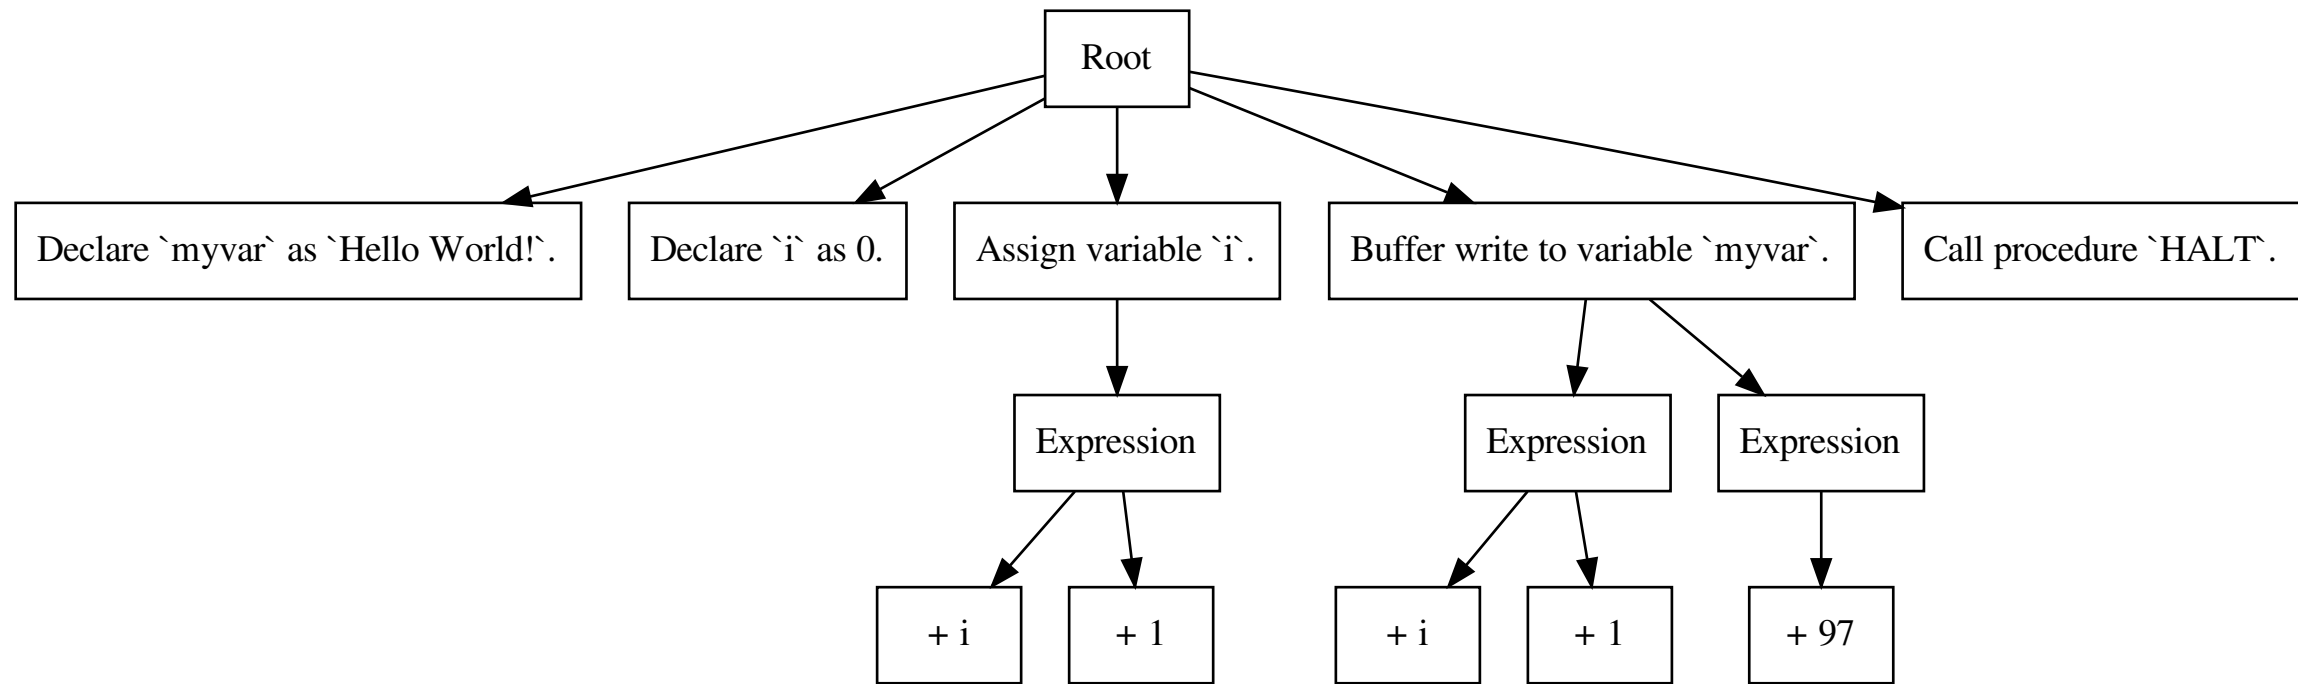 Root
Declare `myvar` as `Hello World!`.
Declare `i` as 0.
Assign variable `i`.
Buffer write to variable `myvar`.
Call procedure `HALT`.
Expression
Expression
Expression
+ i
+ 1
+ i
+ 1
+ 97